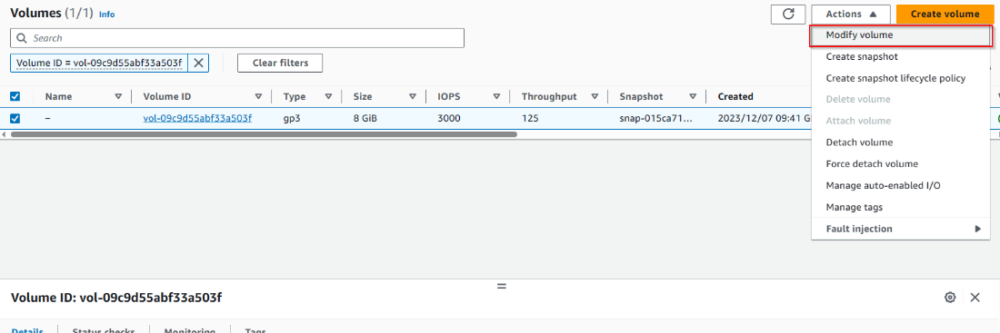 Volumes (1/1) Info
Actions
Create volume
Search
Volume ID = vol-09c9d55abf33a503f
Clear filters
Modify volume
Create snapshot
Create snapshot lifecycle policy
Delete volume
Attach volume
Detach volume
Force detach volume
Manage auto-enabled I/O
Manage tags
Fault injection
Name Volume ID Type Size IOPS Throughput Snapshot Created
– vol-09c9d55abf33a503f gp3 8 GiB 3000 125 snap-015ca71... 2023/12/07 09:41
Volume ID: vol-09c9d55abf33a503f
Details Status checks Monitoring Tags